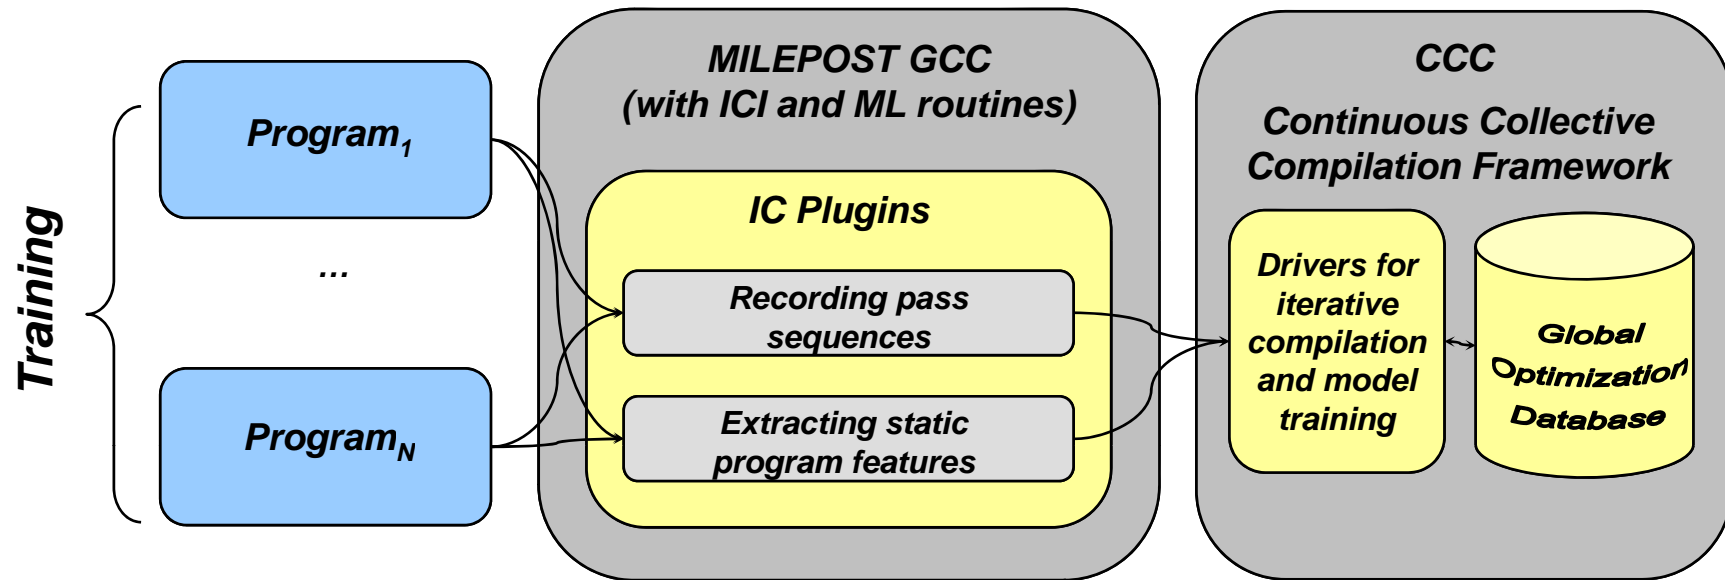 Training
Program1
...
ProgramN
MILEPOST GCC
(with ICI and ML routines)
IC Plugins
Recording pass
sequences
Extracting static
program features
CCC
Continuous Collective
Compilation Framework
Drivers for
iterative
compilation
and model
training
Global
Optimization
Database